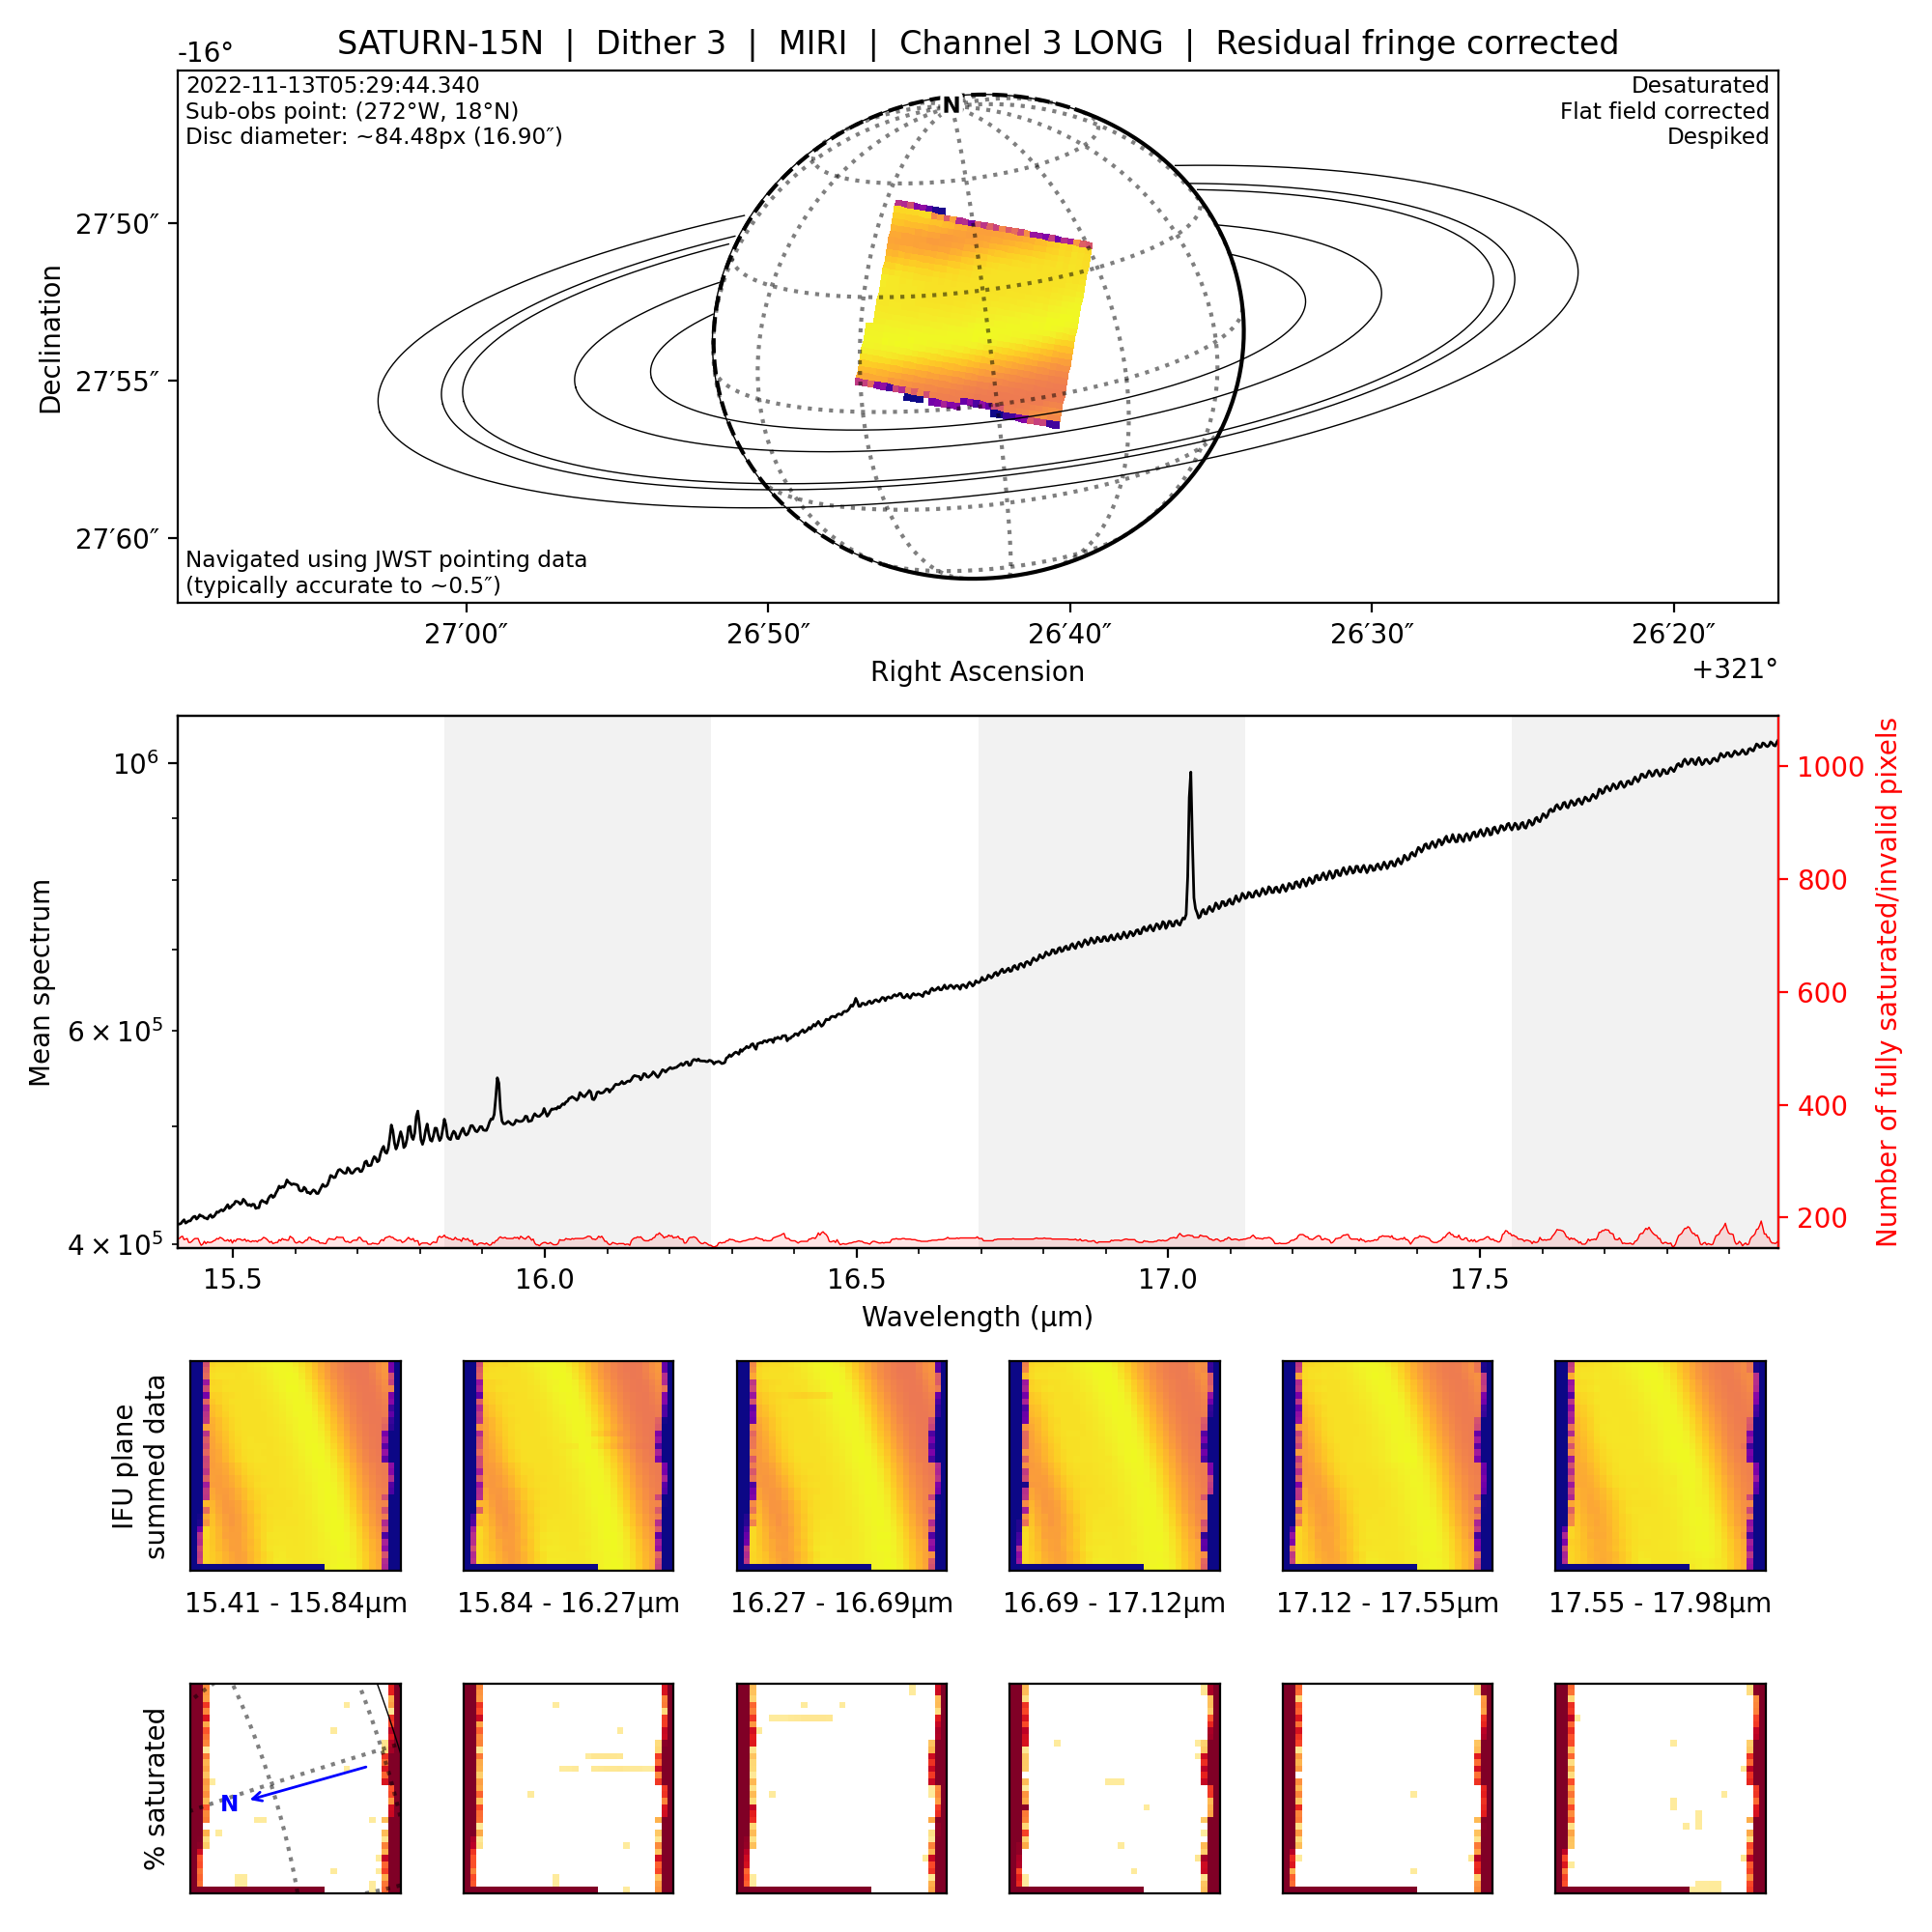 SATURN-15N | Dither 3 | MIRI | Channel 3 LONG | Residual fringe corrected
-16°
2022-11-13T05:29:44.340
Sub-obs point: (272°W, 18°N)
Disc diameter: ~84.48px (16.90″)
Desaturated
Flat field corrected
Despiked
N
27′50″
27′55″
27′60″
Declination
Navigated using JWST pointing data
(typically accurate to ~0.5″)
27′00″ 26′50″ 26′40″ 26′30″ 26′20″
Right Ascension
+321°
Mean spectrum
10⁶
6 × 10⁵
4 × 10⁵
1000
800
600
400
200
Number of fully saturated/invalid pixels
15.5 16.0 16.5 17.0 17.5
Wavelength (µm)
IFU plane
summed data
15.41 - 15.84µm 15.84 - 16.27µm 16.27 - 16.69µm 16.69 - 17.12µm 17.12 - 17.55µm 17.55 - 17.98µm
% saturated
N